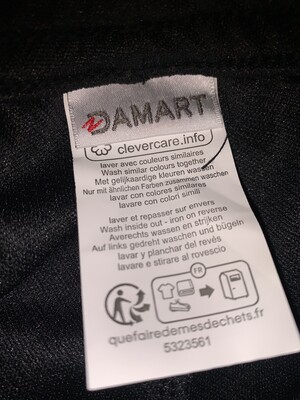 DAMART
clevercare.info
laver avec couleurs similaires
Wash similar colours together
Met gelijkaardige kleuren wassen
Nur mit ähnlichen Farben zusammen waschen
lavar con colores similares
lavare con colori simili
laver et repasser sur envers
Wash inside out - iron on reverse
Averechts wassen en strijken
Auf links gedreht waschen und bügeln
lavar y planchar del revés
lavare e stirare al rovescio
FR
quefairedemesdechets.fr
5323561